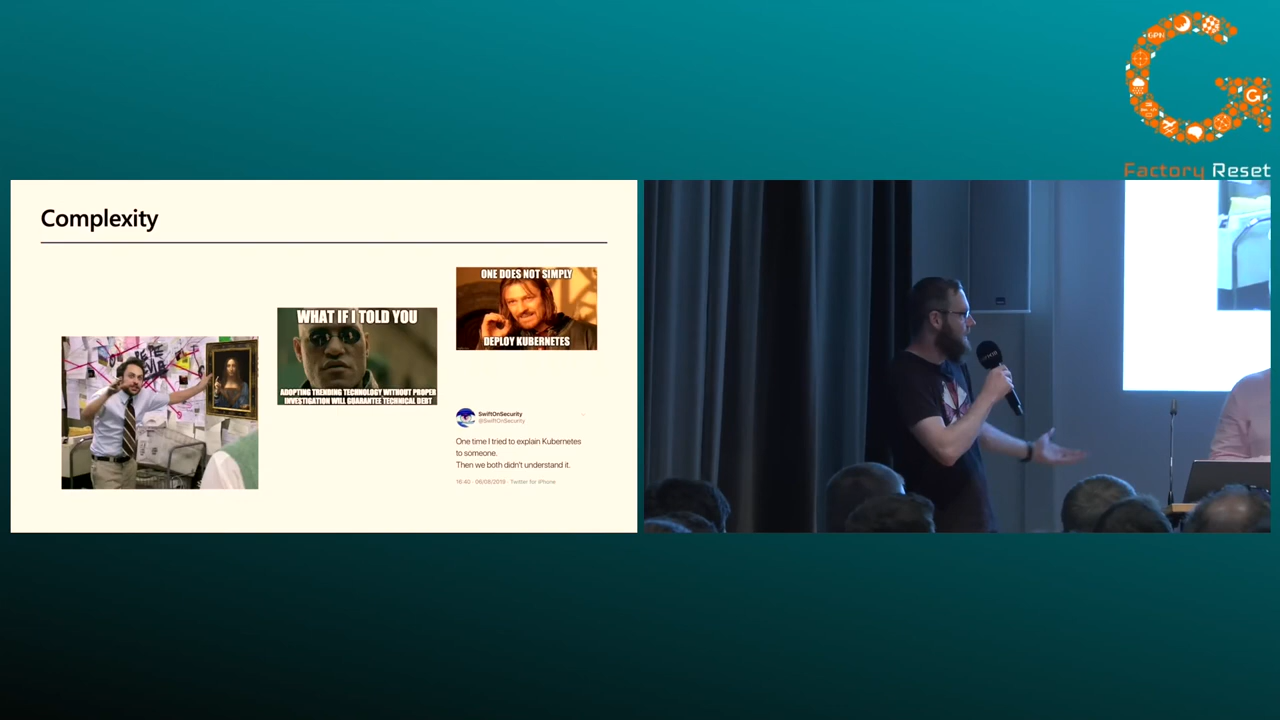 Factory Reset
Complexity
ONE DOES NOT SIMPLY
DEPLOY KUBERNETES
WHAT IF I TOLD YOU
ADOPTING TRENDING TECHNOLOGY WITHOUT PROPER
INVESTIGATION WILL GUARANTEE TECHNICAL DEBT
SwiftOnSecurity
@SwiftOnSecurity
One time I tried to explain Kubernetes
to someone.
Then we both didn't understand it.
16:40 · 06/08/2019 · Twitter for iPhone